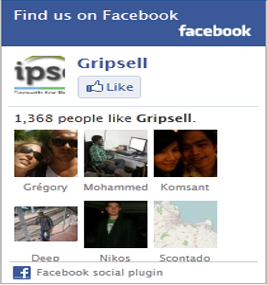 Find us on Facebook
facebook
ipse
Gripsell
Like
1,368 people like Gripsell.
Grégory Mohammed Komsant
Deep Nikos Scontado
Facebook social plugin